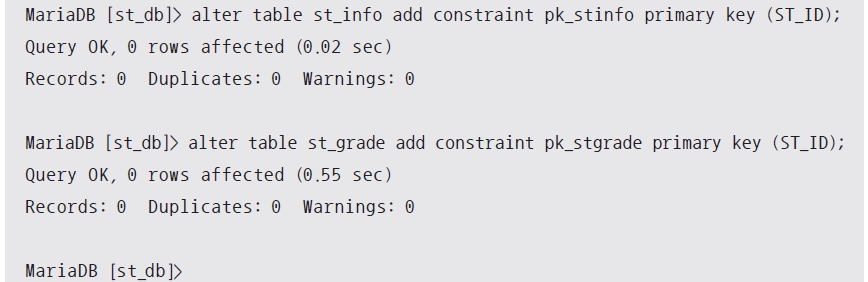 MariaDB [st_db]> alter table st_info add constraint pk_stinfo primary key (ST_ID);
Query OK, 0 rows affected (0.02 sec)
Records: 0  Duplicates: 0  Warnings: 0
MariaDB [st_db]> alter table st_grade add constraint pk_stgrade primary key (ST_ID);
Query OK, 0 rows affected (0.55 sec)
Records: 0  Duplicates: 0  Warnings: 0
MariaDB [st_db]>